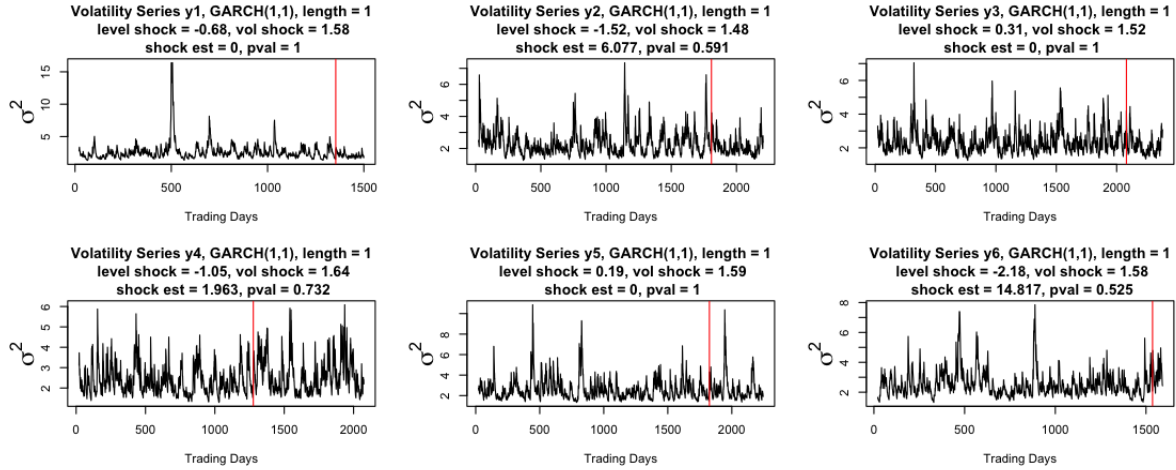 Volatility Series y1, GARCH(1,1), length = 1
level shock = -0.68, vol shock = 1.58
shock est = 0, pval = 1
σ²
15
10
5
0
500
1000
1500
Trading Days
Volatility Series y2, GARCH(1,1), length = 1
level shock = -1.52, vol shock = 1.48
shock est = 6.077, pval = 0.591
σ²
6
4
2
0
500
1000
1500
2000
Trading Days
Volatility Series y3, GARCH(1,1), length = 1
level shock = 0.31, vol shock = 1.52
shock est = 0, pval = 1
σ²
6
4
2
0
500
1000
1500
2000
Trading Days
Volatility Series y4, GARCH(1,1), length = 1
level shock = -1.05, vol shock = 1.64
shock est = 1.963, pval = 0.732
σ²
6
5
4
3
2
0
500
1000
1500
2000
Trading Days
Volatility Series y5, GARCH(1,1), length = 1
level shock = 0.19, vol shock = 1.59
shock est = 0, pval = 1
σ²
10
8
6
4
2
0
500
1000
1500
2000
Trading Days
Volatility Series y6, GARCH(1,1), length = 1
level shock = -2.18, vol shock = 1.58
shock est = 14.817, pval = 0.525
σ²
8
6
4
2
0
500
1000
1500
Trading Days